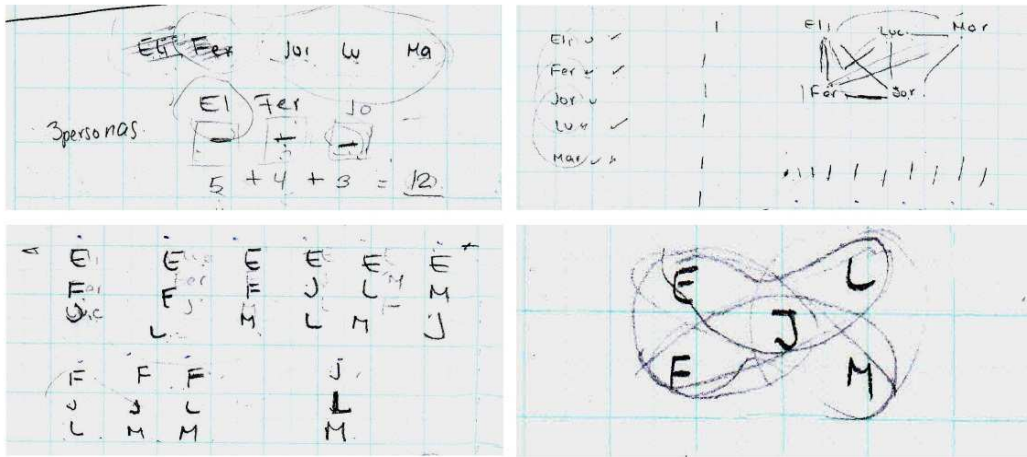 Eli Fer Jor Lu Ma
El Fer Jo
3personas.
5 + 4 + 3 = 12
Eli
Fer
Jor
Lu
Mar
Eli Luc Mar
Fer Jor
E E E E E E
F F F J L M
J L M L M J
F F F J
J J L L
L M M M
E L
J
F M